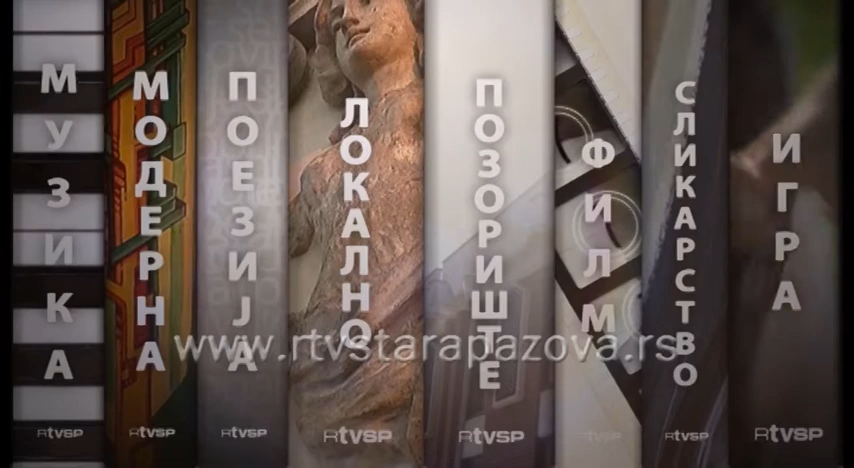 МУЗИКА
МОДЕРНА
ПОЕЗИЈА
ЛОКАЛНО
ПОЗОРИШТЕ
ФИЛМ
СЛИКАРСТВО
ИГРА
www.rtvstarapazova.rs
RTVSP
RTVSP
RTVSP
RTVSP
RTVSP
RTVSP
RTVSP
RTVSP